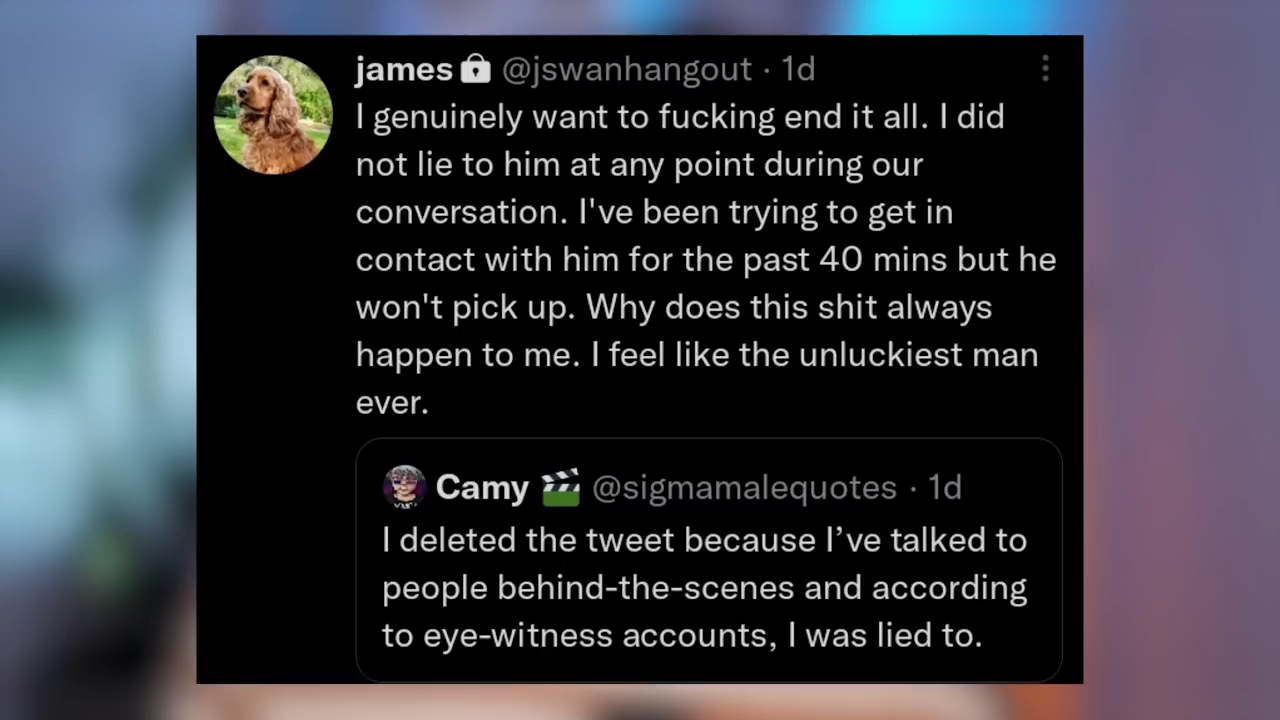 james @jswanhangout · 1d
I genuinely want to fucking end it all. I did
not lie to him at any point during our
conversation. I've been trying to get in
contact with him for the past 40 mins but he
won't pick up. Why does this shit always
happen to me. I feel like the unluckiest man
ever.
Camy @sigmamalequotes · 1d
I deleted the tweet because I’ve talked to
people behind-the-scenes and according
to eye-witness accounts, I was lied to.